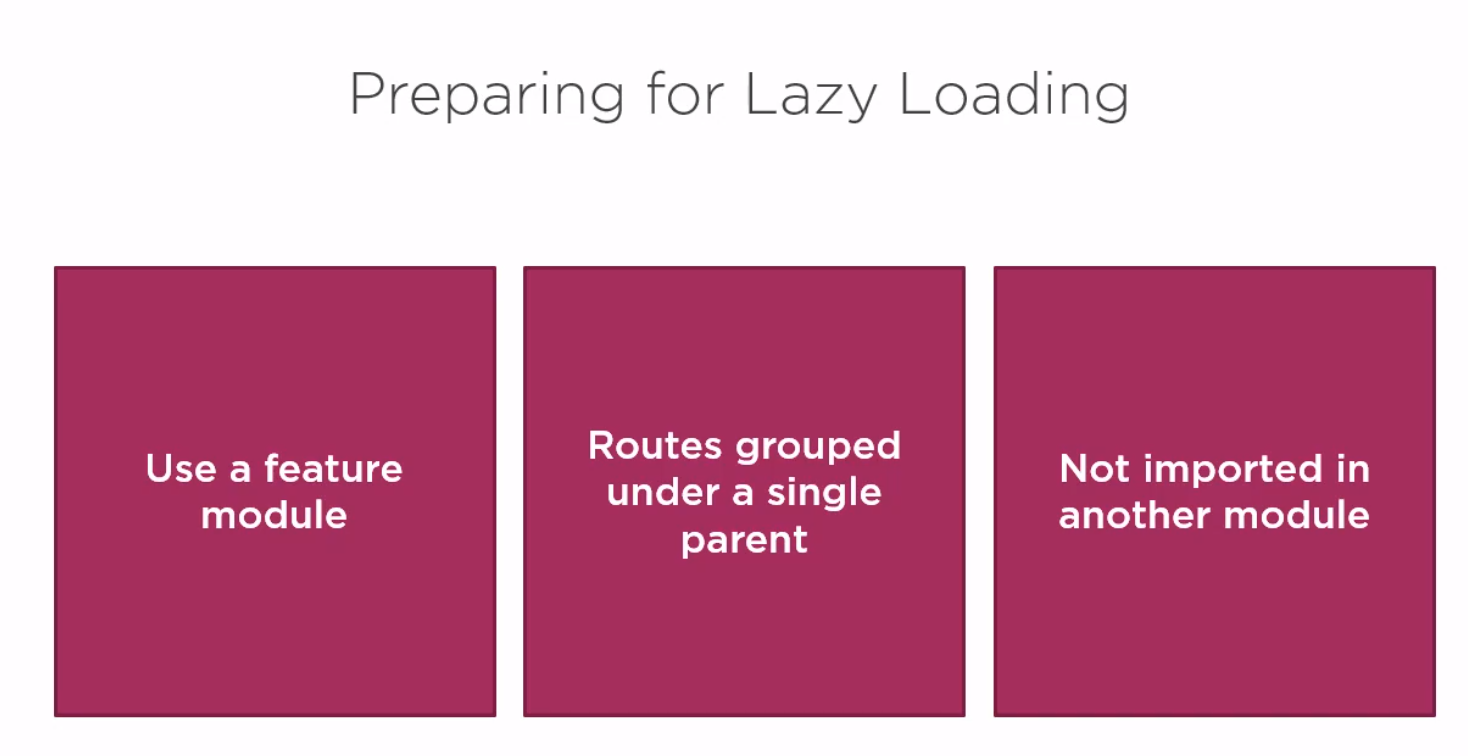 Preparing for Lazy Loading
Use a feature
module
Routes grouped
under a single
parent
Not imported in
another module